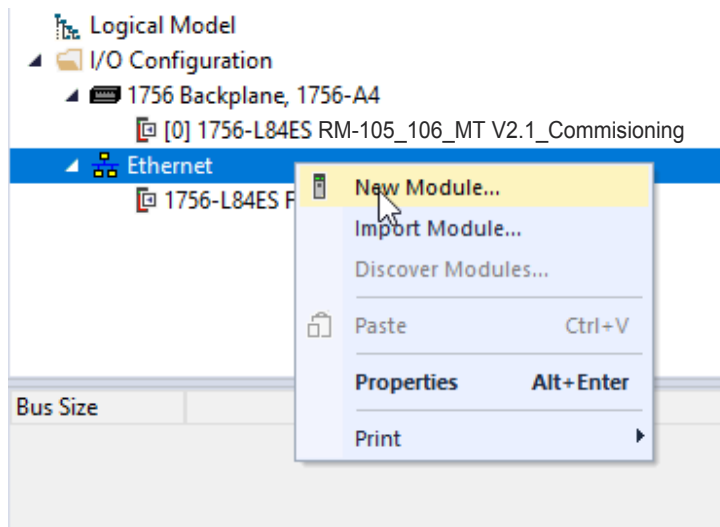 Logical Model
I/O Configuration
1756 Backplane, 1756-A4
[0] 1756-L84ES RM-105_106_MT V2.1_Commisioning
Ethernet
1756-L84ES
New Module...
Import Module...
Discover Modules...
Paste Ctrl+V
Properties Alt+Enter
Bus Size
Print